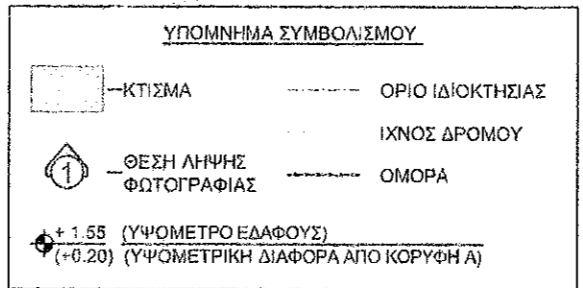 ΥΠΟΜΝΗΜΑ ΣΥΜΒΟΛΙΣΜΟΥ
ΚΤΙΣΜΑ
ΟΡΙΟ ΙΔΙΟΚΤΗΣΙΑΣ
ΙΧΝΟΣ ΔΡΟΜΟΥ
1
ΘΕΣΗ ΛΗΨΗΣ
ΦΩΤΟΓΡΑΦΙΑΣ
ΟΜΟΡΑ
+ 1.55 (ΥΨΟΜΕΤΡΟ ΕΔΑΦΟΥΣ)
(+0.20) (ΥΨΟΜΕΤΡΙΚΗ ΔΙΑΦΟΡΑ ΑΠΟ ΚΟΡΥΦΗ Α)